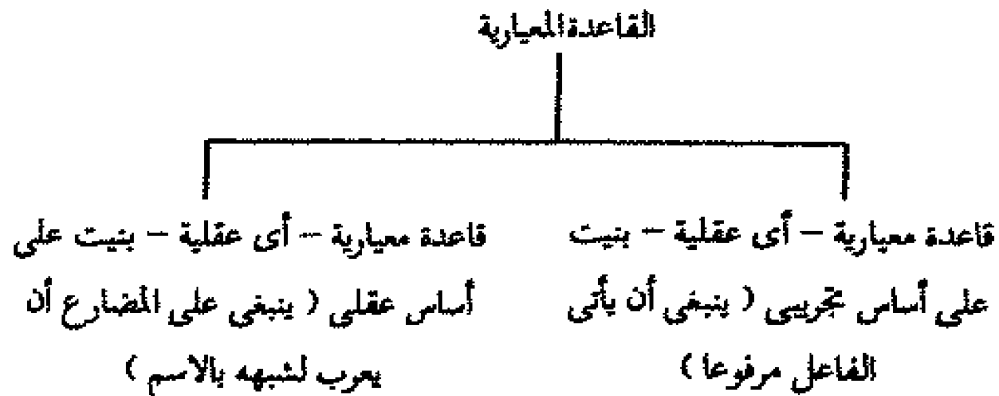 القاعدة المعيارية
قاعدة معيارية – أى عقلية – بنيت
على أساس تجريبى ( ينبغى أن يأتى
الفاعل مرفوعا )
قاعدة معيارية – أى عقلية – بنيت على
أساس عقلى ( ينبغى على المضارع أن
يعرب لشبهه بالاسم )